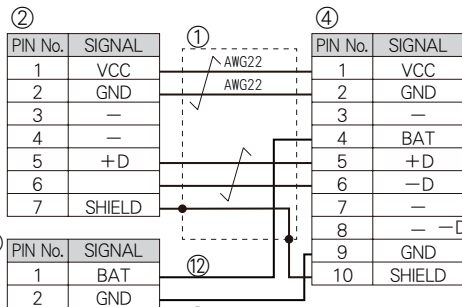 ② ④
PIN No. SIGNAL ① PIN No. SIGNAL
1 VCC AWG22 1 VCC
2 GND AWG22 2 GND
3 — 3 —
4 — 4 BAT
5 +D 5 +D
6 6 −D
7 SHIELD 7 —
8 — −D
PIN No. SIGNAL 9 GND
1 BAT ⑫ 10 SHIELD
2 GND